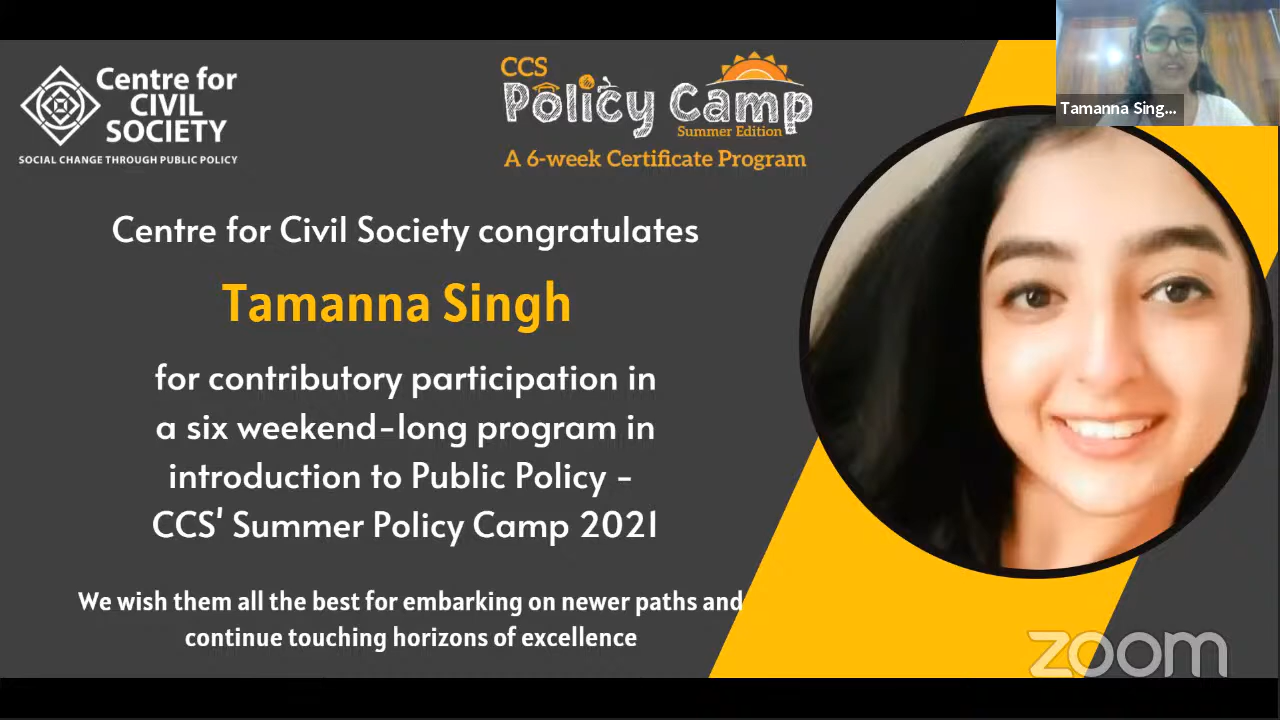 Centre for
CIVIL
SOCIETY
SOCIAL CHANGE THROUGH PUBLIC POLICY
CCS
Policy Camp
Summer Edition
A 6-week Certificate Program
Tamanna Sing...
Centre for Civil Society congratulates
Tamanna Singh
for contributory participation in
a six weekend-long program in
introduction to Public Policy -
CCS' Summer Policy Camp 2021
We wish them all the best for embarking on newer paths and
continue touching horizons of excellence
zoom